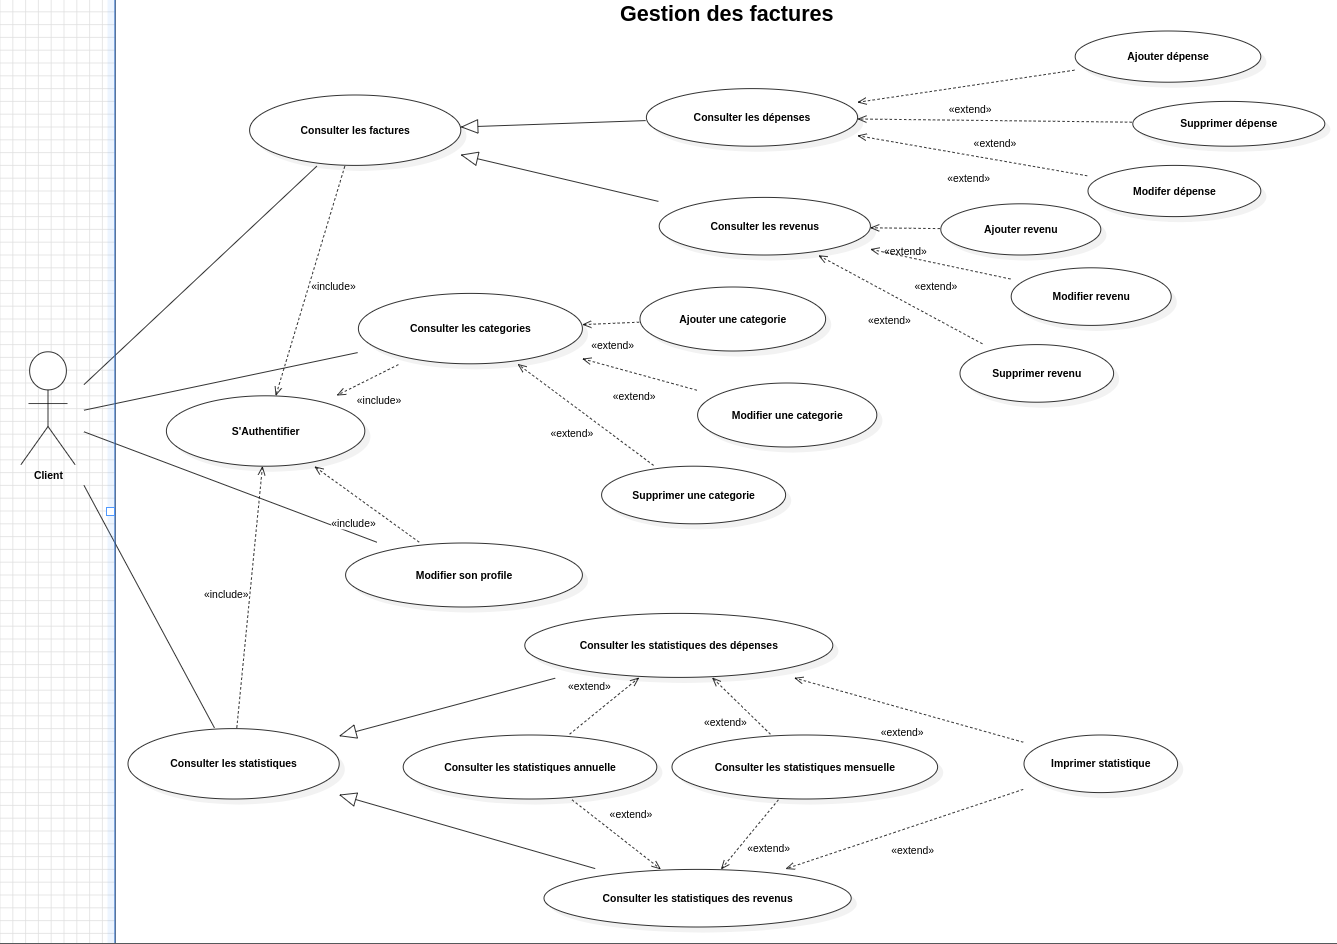 Gestion des factures
Ajouter dépense
«extend»
Consulter les dépenses
Supprimer dépense
Consulter les factures
«extend»
«extend»
Modifer dépense
Consulter les revenus
Ajouter revenu
«extend»
«extend»
Modifier revenu
«include»
«extend»
Consulter les categories
Ajouter une categorie
«extend»
Supprimer revenu
«include»
«extend»
Modifier une categorie
S'Authentifier
«extend»
Client
Supprimer une categorie
«include»
Modifier son profile
«include»
Consulter les statistiques des dépenses
«extend»
«extend»
«extend»
Consulter les statistiques
Consulter les statistiques annuelle
Consulter les statistiques mensuelle
Imprimer statistique
«extend»
«extend»
«extend»
Consulter les statistiques des revenus